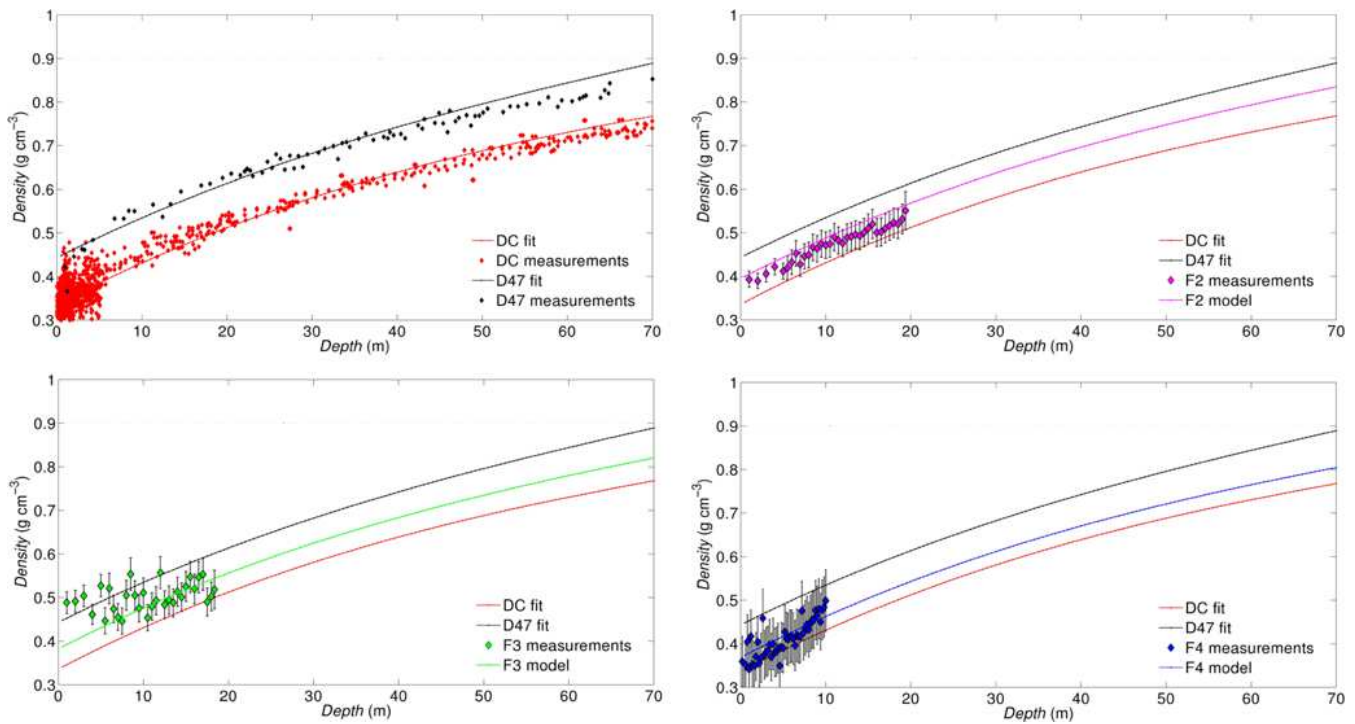 1
0.9
0.8
0.7
0.6
0.5
0.4
0.3
Density (g cm⁻³)
DC fit
DC measurements
D47 fit
D47 measurements
0 10 20 30 40 50 60 70
Depth (m)
1
0.9
0.8
0.7
0.6
0.5
0.4
0.3
Density (g cm⁻³)
DC fit
D47 fit
F2 measurements
F2 model
0 10 20 30 40 50 60 70
Depth (m)
1
0.9
0.8
0.7
0.6
0.5
0.4
0.3
Density (g cm⁻³)
DC fit
D47 fit
F3 measurements
F3 model
0 10 20 30 40 50 60 70
Depth (m)
1
0.9
0.8
0.7
0.6
0.5
0.4
0.3
Density (g cm⁻³)
DC fit
D47 fit
F4 measurements
F4 model
0 10 20 30 40 50 60 70
Depth (m)